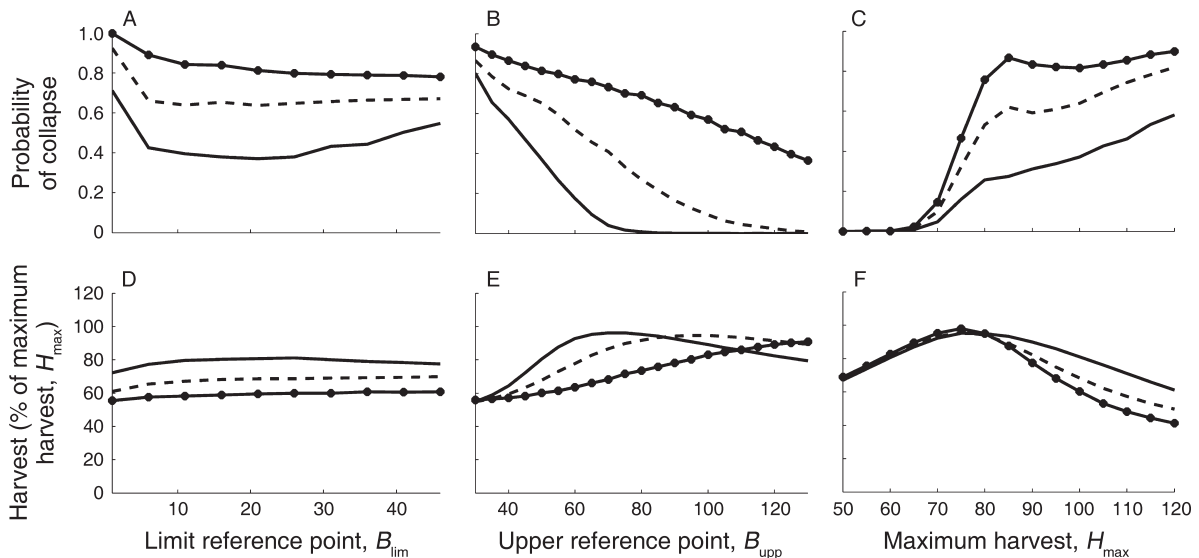 A
B
C
1.0
0.8
0.6
0.4
0.2
0
Probability
of collapse
D
E
F
120
100
80
60
40
20
0
Harvest (% of maximum
harvest, Hmax)
10 20 30 40
40 60 80 100 120
50 60 70 80 90 100 110 120
Limit reference point, Blim
Upper reference point, Bupp
Maximum harvest, Hmax